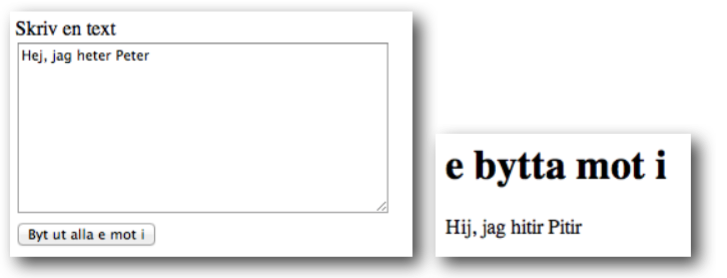 Skriv en text
Hej, jag heter Peter
Byt ut alla e mot i
e bytta mot i
Hij, jag hitir Pitir